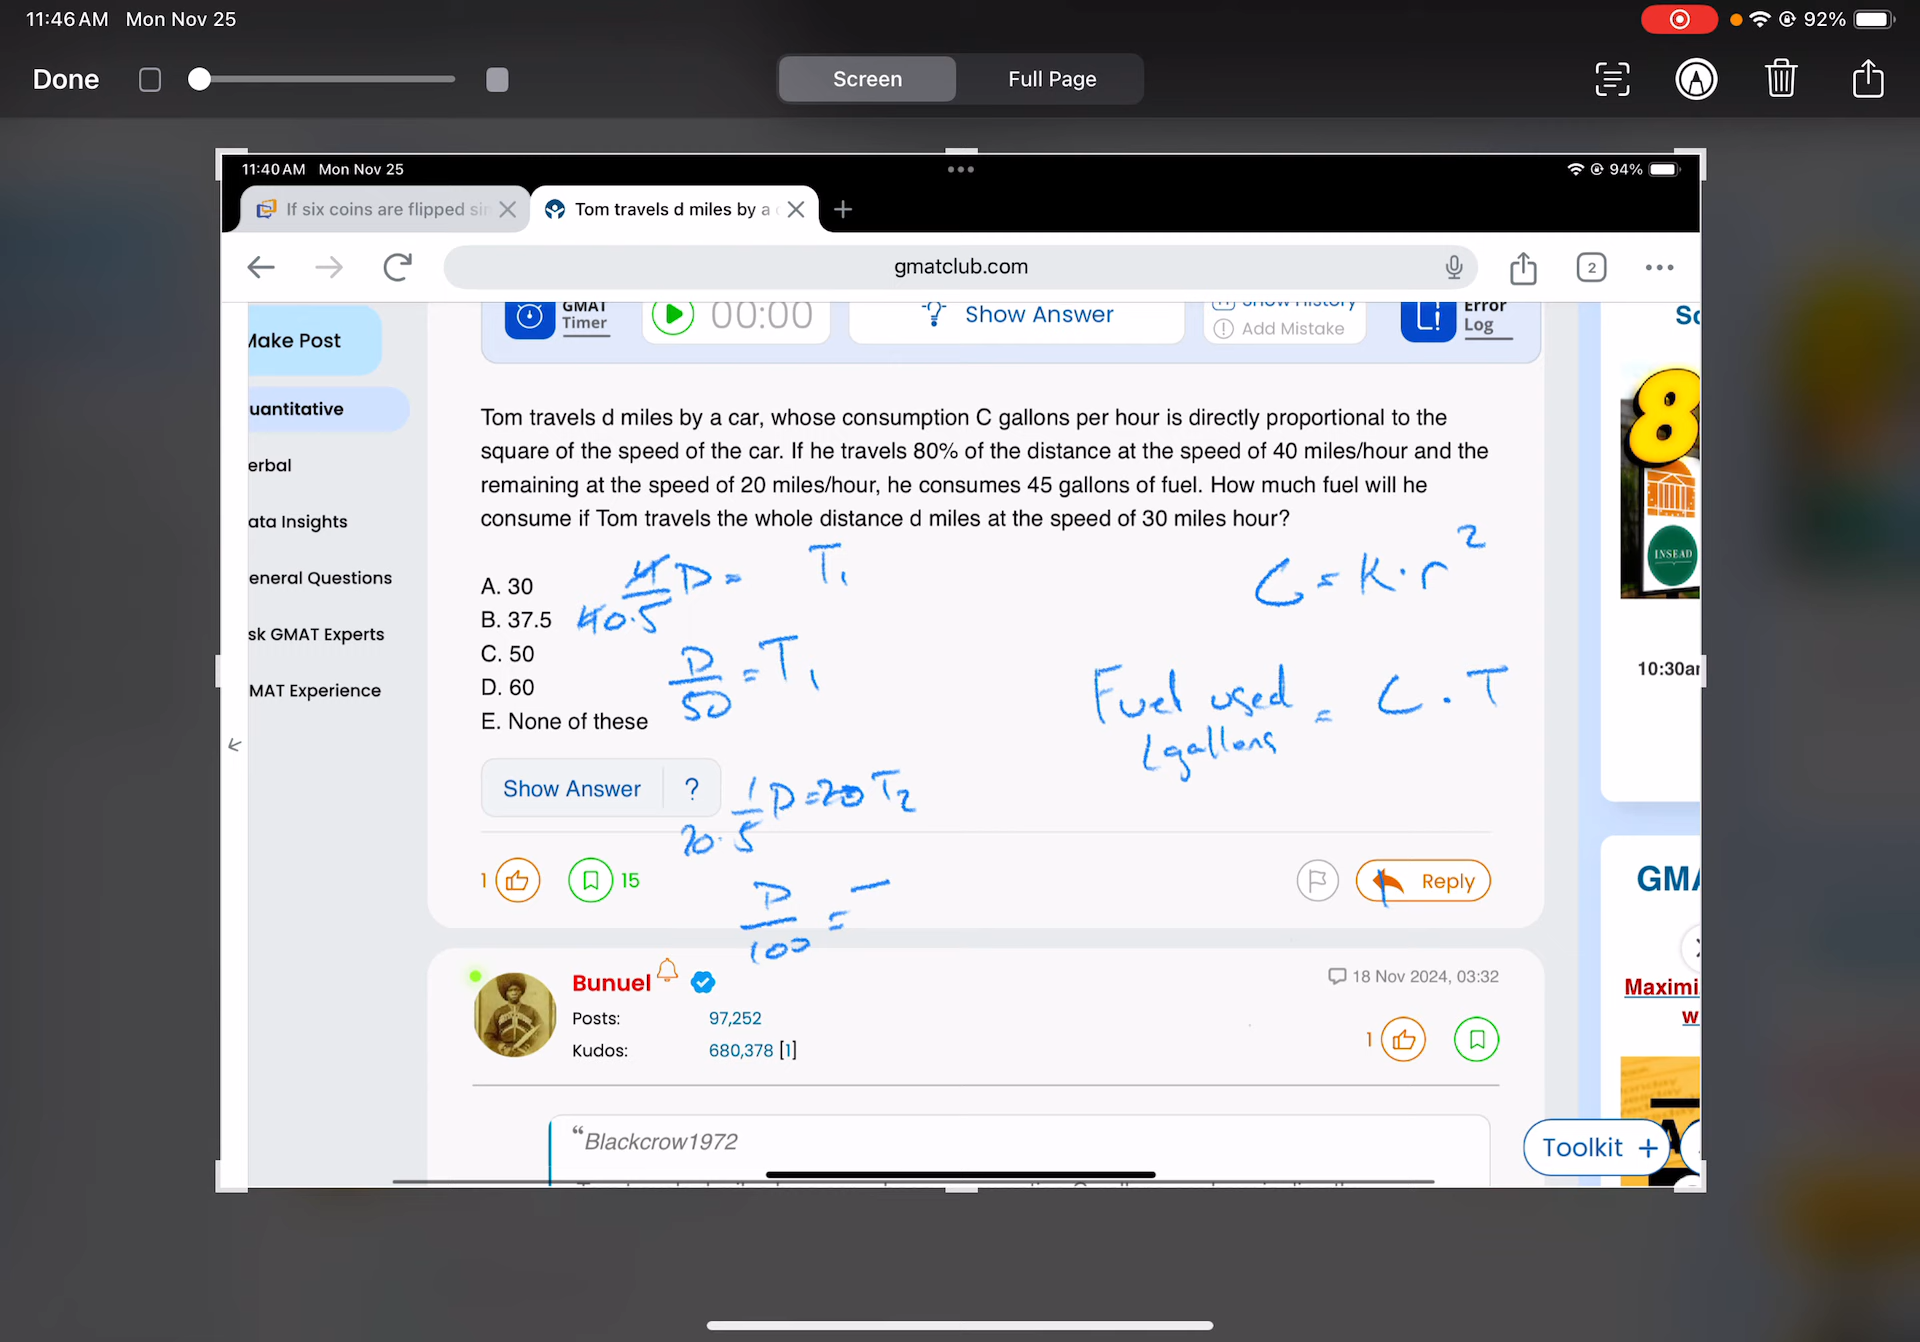 11:46 AM Mon Nov 25
92%
Done
Screen
Full Page
11:40 AM Mon Nov 25
94%
If six coins are flipped sin
Tom travels d miles by a c
gmatclub.com
2
GMAT
Timer
00:00
Show Answer
Show History
Add Mistake
Error
Log
Make Post
uantitative
erbal
ata Insights
eneral Questions
sk GMAT Experts
MAT Experience
Tom travels d miles by a car, whose consumption C gallons per hour is directly proportional to the
square of the speed of the car. If he travels 80% of the distance at the speed of 40 miles/hour and the
remaining at the speed of 20 miles/hour, he consumes 45 gallons of fuel. How much fuel will he
consume if Tom travels the whole distance d miles at the speed of 30 miles hour?
A. 30
B. 37.5
C. 50
D. 60
E. None of these
4/40·5 D = T1
D/50 = T1
C = K·r²
Fuel used = C · T
(gallons
Show Answer
?
1/20·5 D = 20 T2
D/100 =
1
15
Reply
Bunuel
18 Nov 2024, 03:32
Posts: 97,252
Kudos: 680,378 [1]
1
“Blackcrow1972
8
INSEAD
10:30a
GM
Maximi
w
Toolkit +